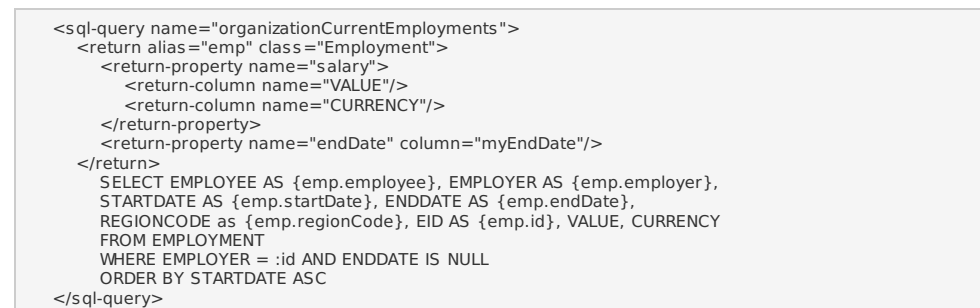 <sql-query name="organizationCurrentEmployments">
<return alias="emp" class="Employment">
<return-property name="salary">
<return-column name="VALUE"/>
<return-column name="CURRENCY"/>
</return-property>
<return-property name="endDate" column="myEndDate"/>
</return>
SELECT EMPLOYEE AS {emp.employee}, EMPLOYER AS {emp.employer},
STARTDATE AS {emp.startDate}, ENDDATE AS {emp.endDate},
REGIONCODE as {emp.regionCode}, EID AS {emp.id}, VALUE, CURRENCY
FROM EMPLOYMENT
WHERE EMPLOYER = :id AND ENDDATE IS NULL
ORDER BY STARTDATE ASC
</sql-query>